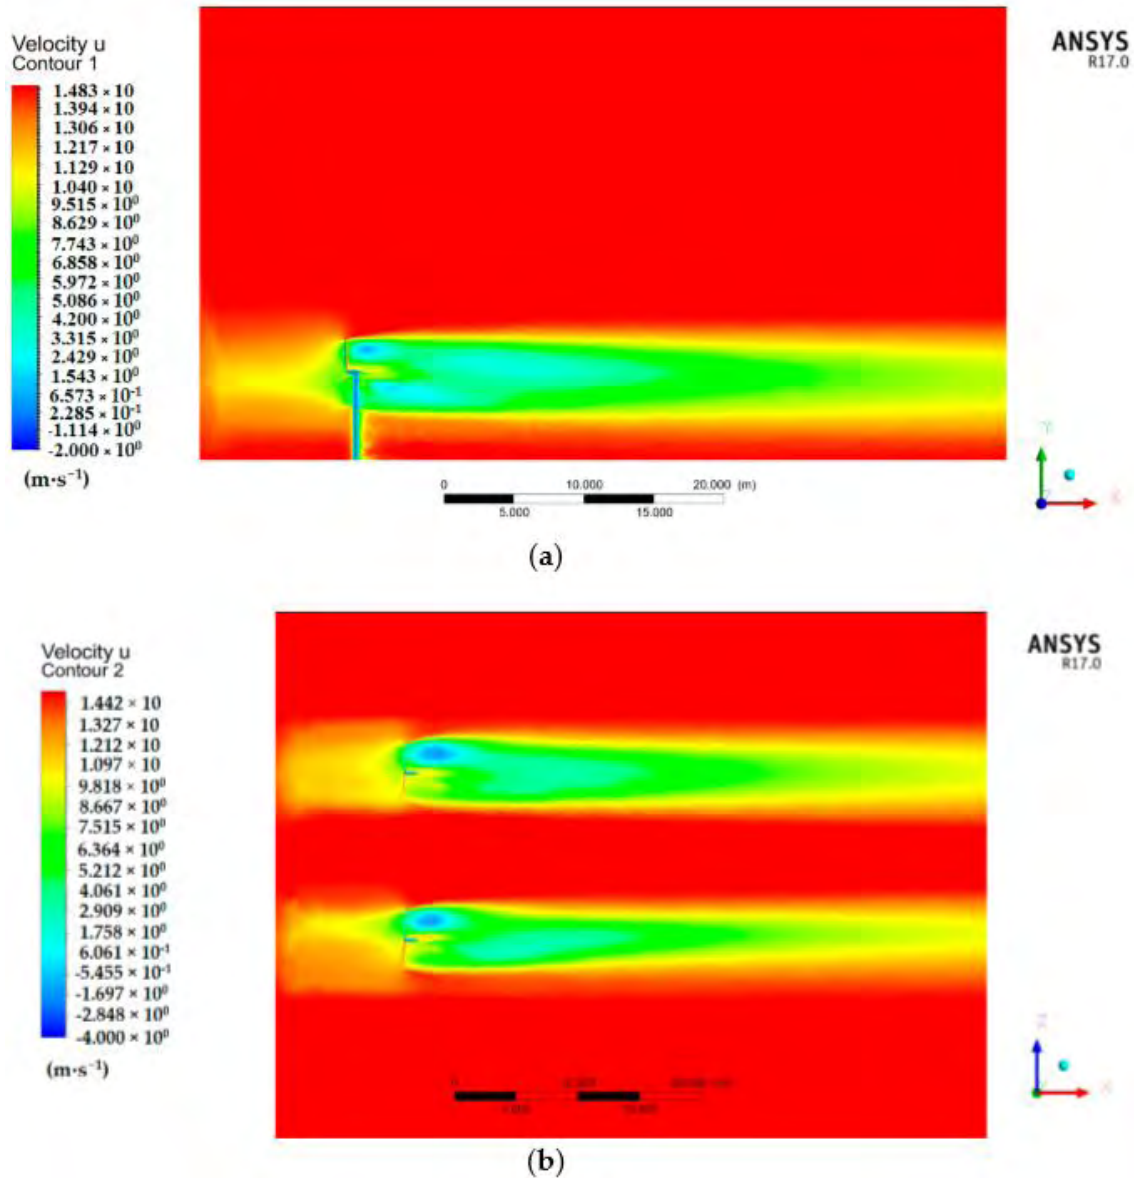 Velocity u
Contour 1
1.483 × 10
1.394 × 10
1.306 × 10
1.217 × 10
1.129 × 10
1.040 × 10
9.515 × 10⁰
8.629 × 10⁰
7.743 × 10⁰
6.858 × 10⁰
5.972 × 10⁰
5.086 × 10⁰
4.200 × 10⁰
3.315 × 10⁰
2.429 × 10⁰
1.543 × 10⁰
6.573 × 10⁻¹
2.285 × 10⁻¹
-1.114 × 10⁰
-2.000 × 10⁰
(m·s⁻¹)
ANSYS
R17.0
0 10.000 20.000 (m)
5.000 15.000
Y
X
(a)
Velocity u
Contour 2
1.442 × 10
1.327 × 10
1.212 × 10
1.097 × 10
9.818 × 10⁰
8.667 × 10⁰
7.515 × 10⁰
6.364 × 10⁰
5.212 × 10⁰
4.061 × 10⁰
2.909 × 10⁰
1.758 × 10⁰
6.061 × 10⁻¹
-5.455 × 10⁻¹
-1.697 × 10⁰
-2.848 × 10⁰
-4.000 × 10⁰
(m·s⁻¹)
ANSYS
R17.0
0
X
(b)